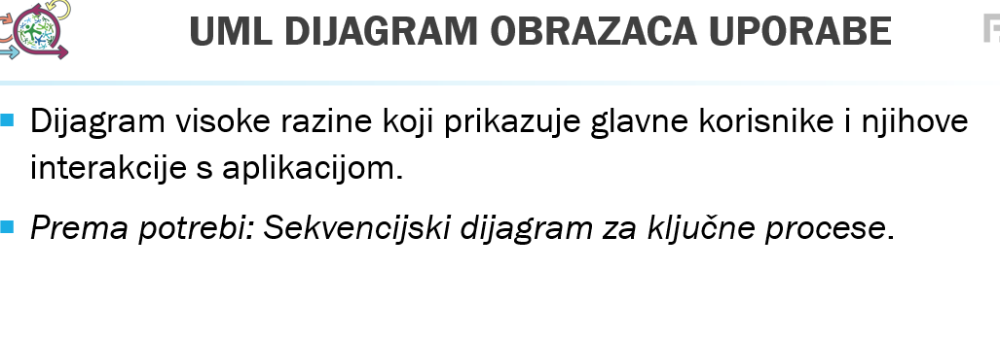 UML DIJAGRAM OBRAZACA UPORABE
Dijagram visoke razine koji prikazuje glavne korisnike i njihove
interakcije s aplikacijom.
Prema potrebi: Sekvencijski dijagram za ključne procese.